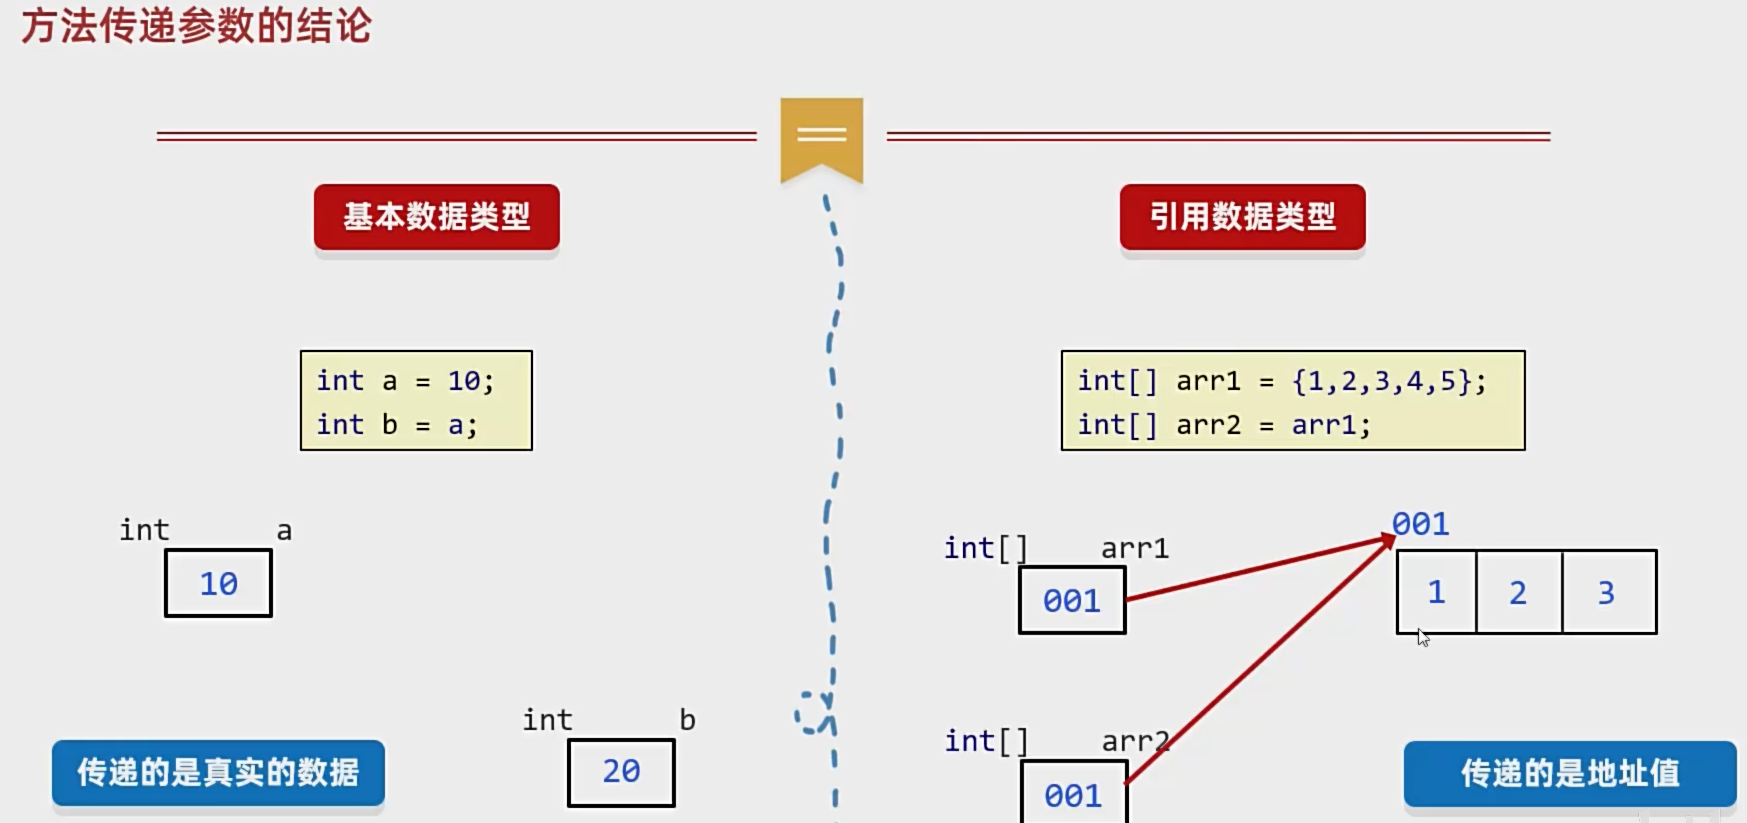 方法传递参数的结论
基本数据类型
int a = 10;
int b = a;
int a
10
int b
20
传递的是真实的数据
引用数据类型
int[] arr1 = {1,2,3,4,5};
int[] arr2 = arr1;
int[] arr1
001
001
1 2 3
int[] arr2
001
传递的是地址值